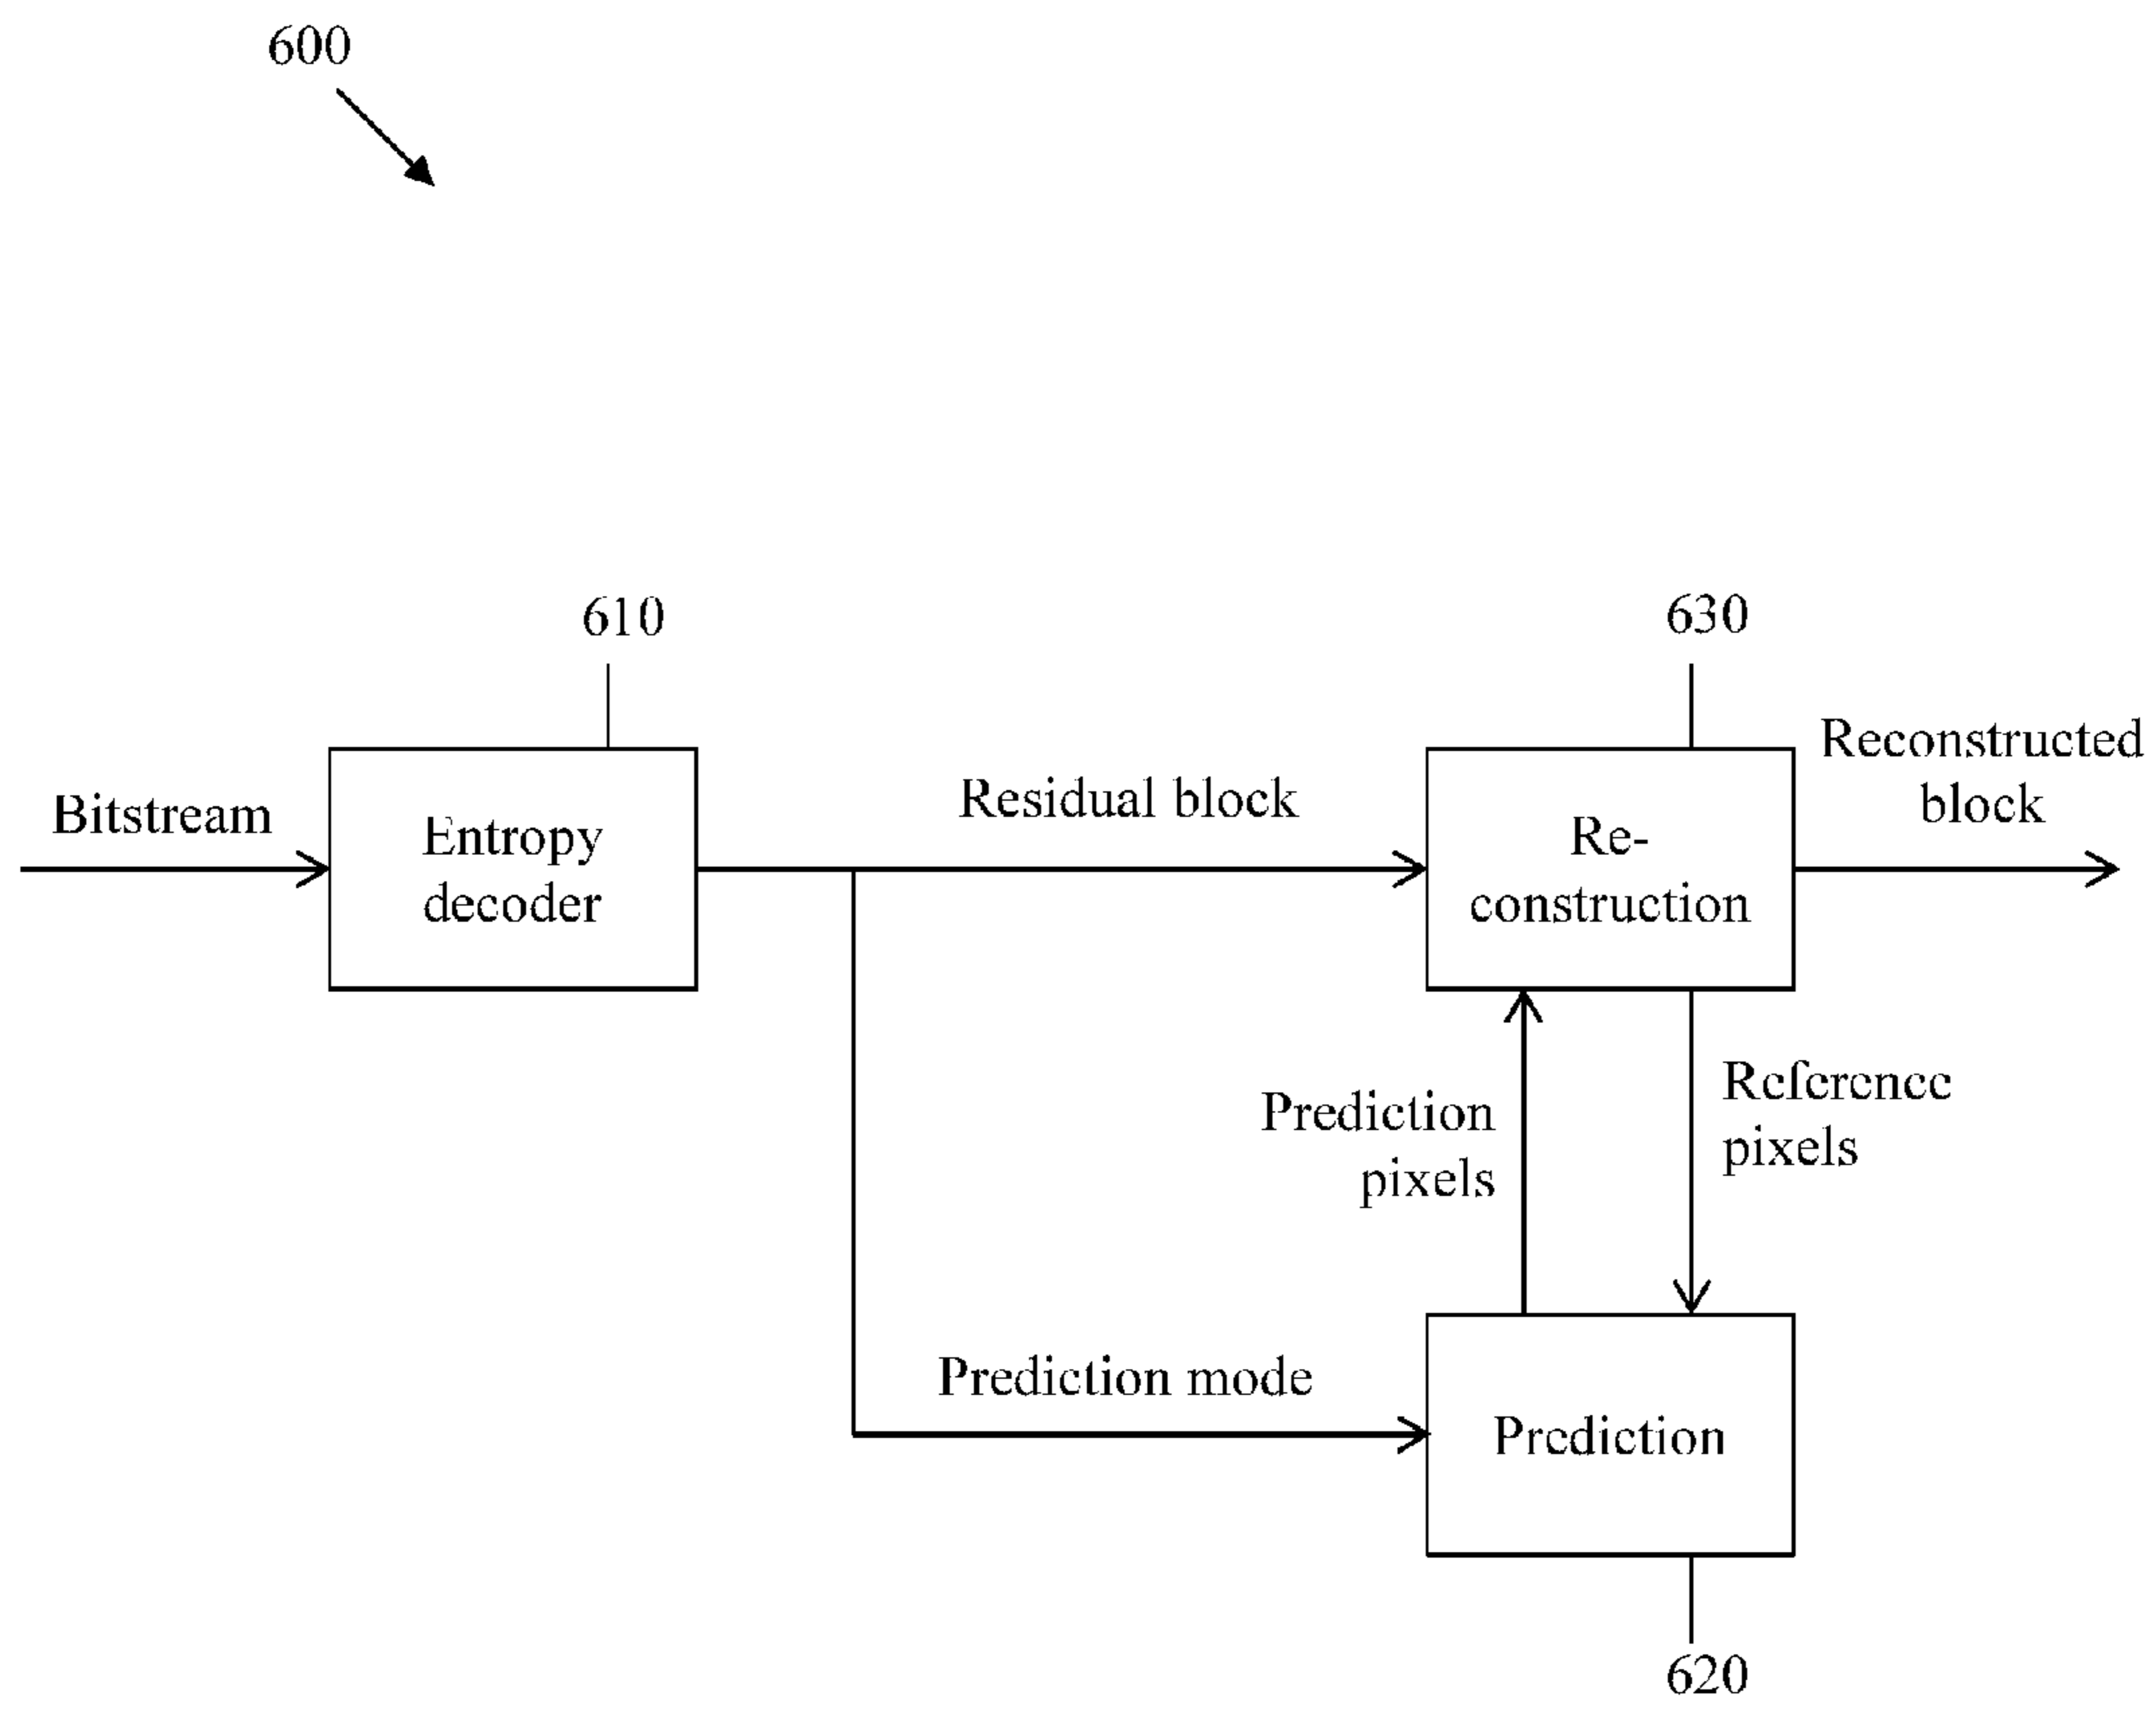 600
610
630
Bitstream
Entropy
decoder
Residual block
Re-
construction
Reconstructed
block
Prediction
pixels
Reference
pixels
Prediction mode
Prediction
620